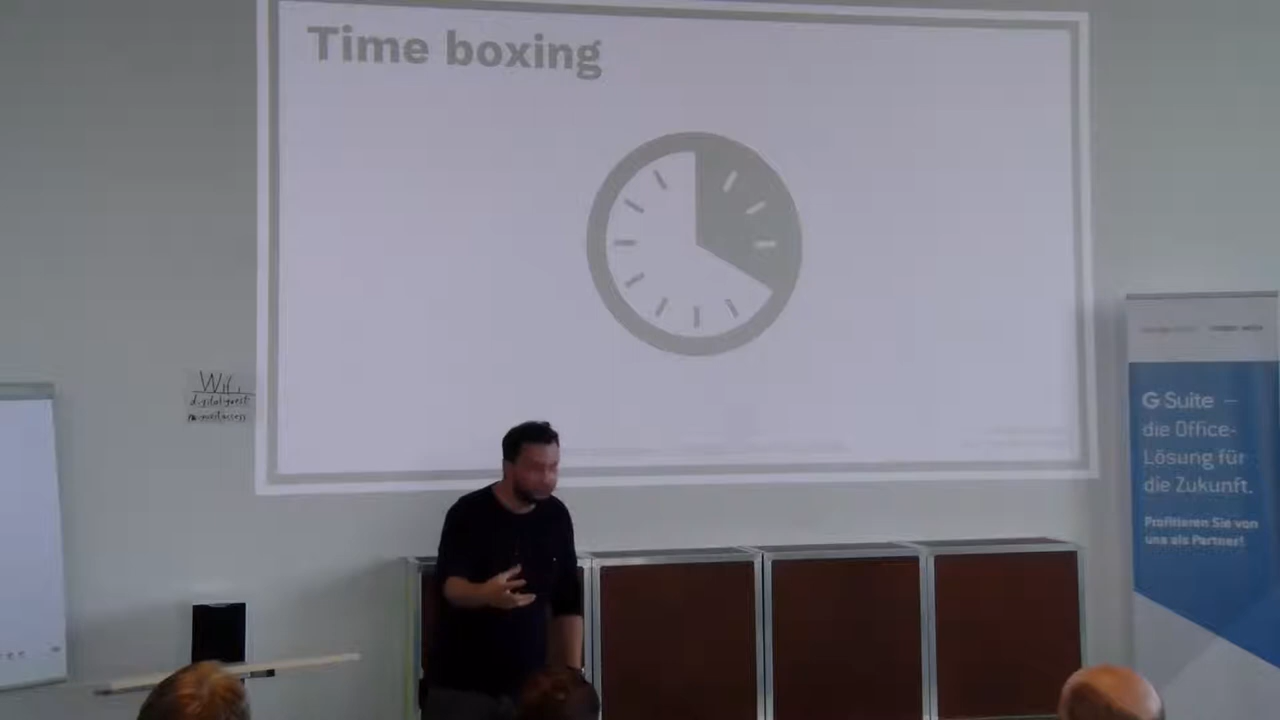 Time boxing
Wifi
G Suite –
die Office-
Lösung für
die Zukunft.
Profitieren Sie von
uns als Partner!